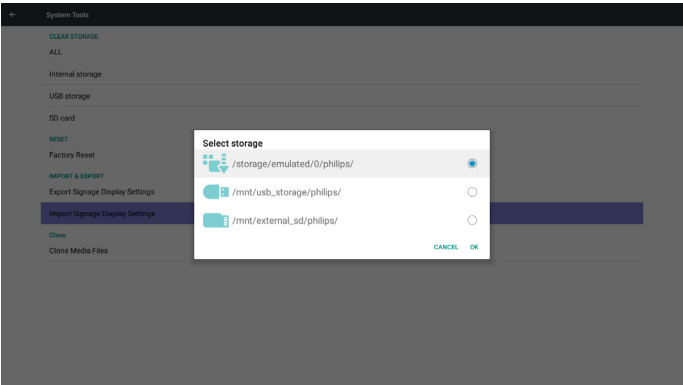 System Tools
CLEAR STORAGE
ALL
Internal storage
USB storage
SD card
RESET
Factory Reset
IMPORT & EXPORT
Export Signage Display Settings
Import Signage Display Settings
Clone
Clone Media Files
Select storage
/storage/emulated/0/philips/
/mnt/usb_storage/philips/
/mnt/external_sd/philips/
CANCEL OK